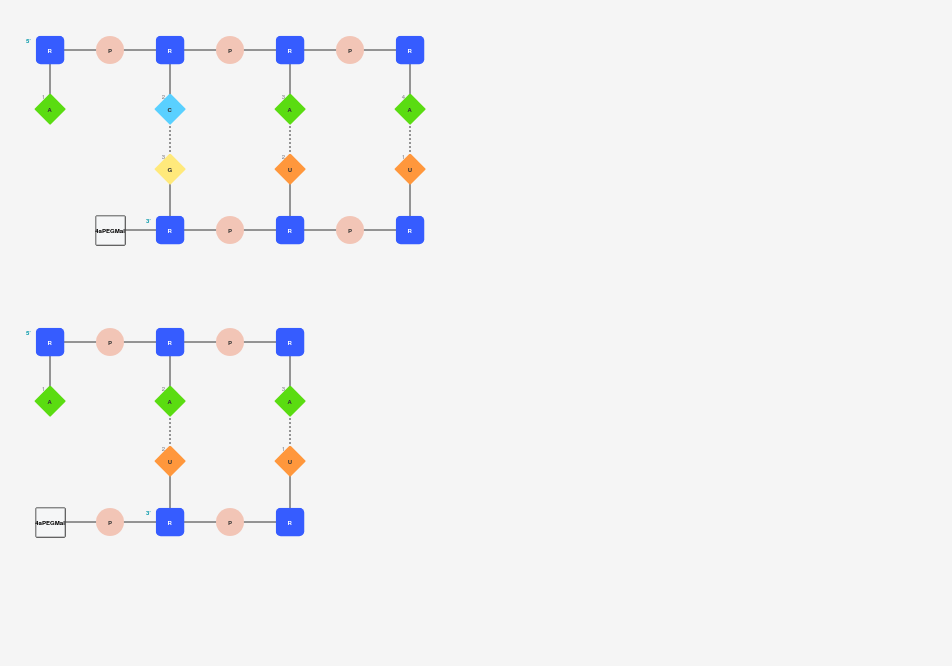 5' R P R P R P R
1 A 2 C 3 A 4 A
3 G 2 U 1 U
4aPEGMal 3' R P R P R
5' R P R P R
1 A 2 A 3 A
2 U 1 U
4aPEGMal P 3' R P R